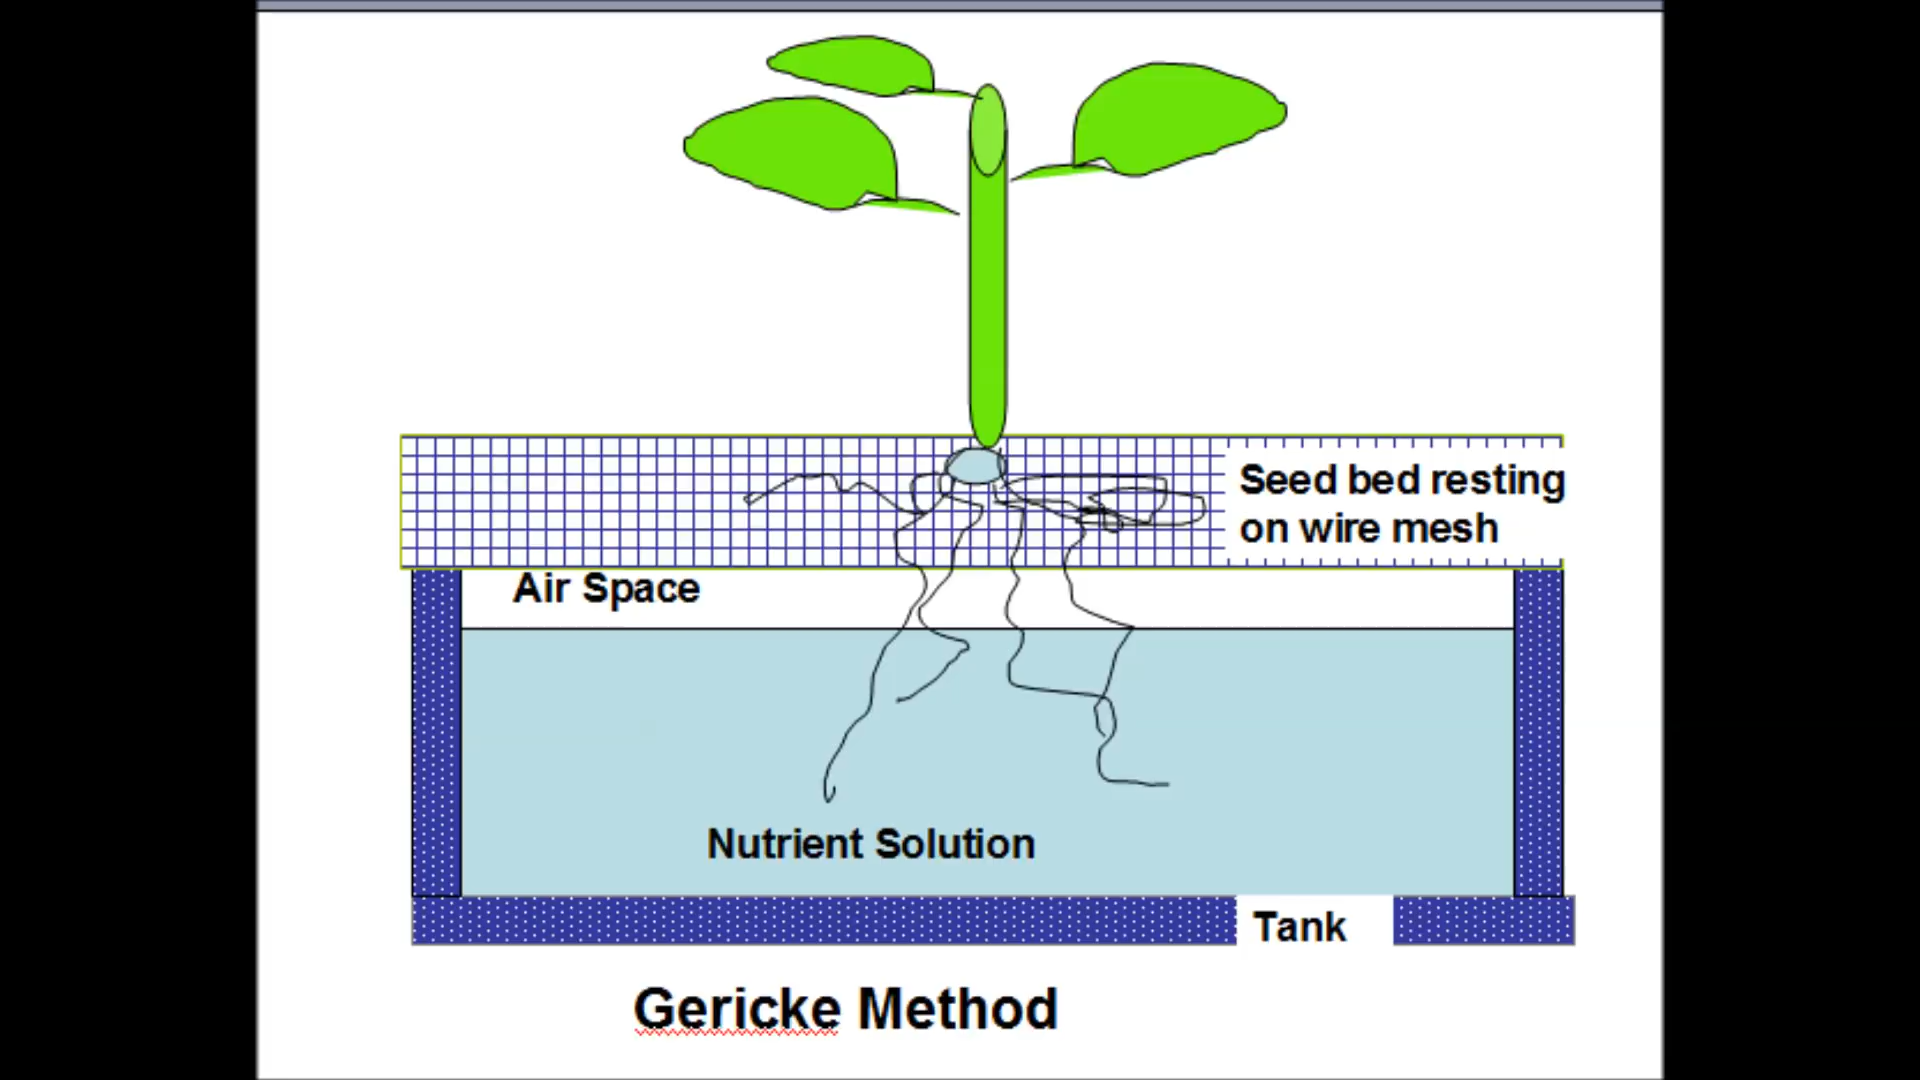 Seed bed resting
on wire mesh
Air Space
Nutrient Solution
Tank
Gericke Method